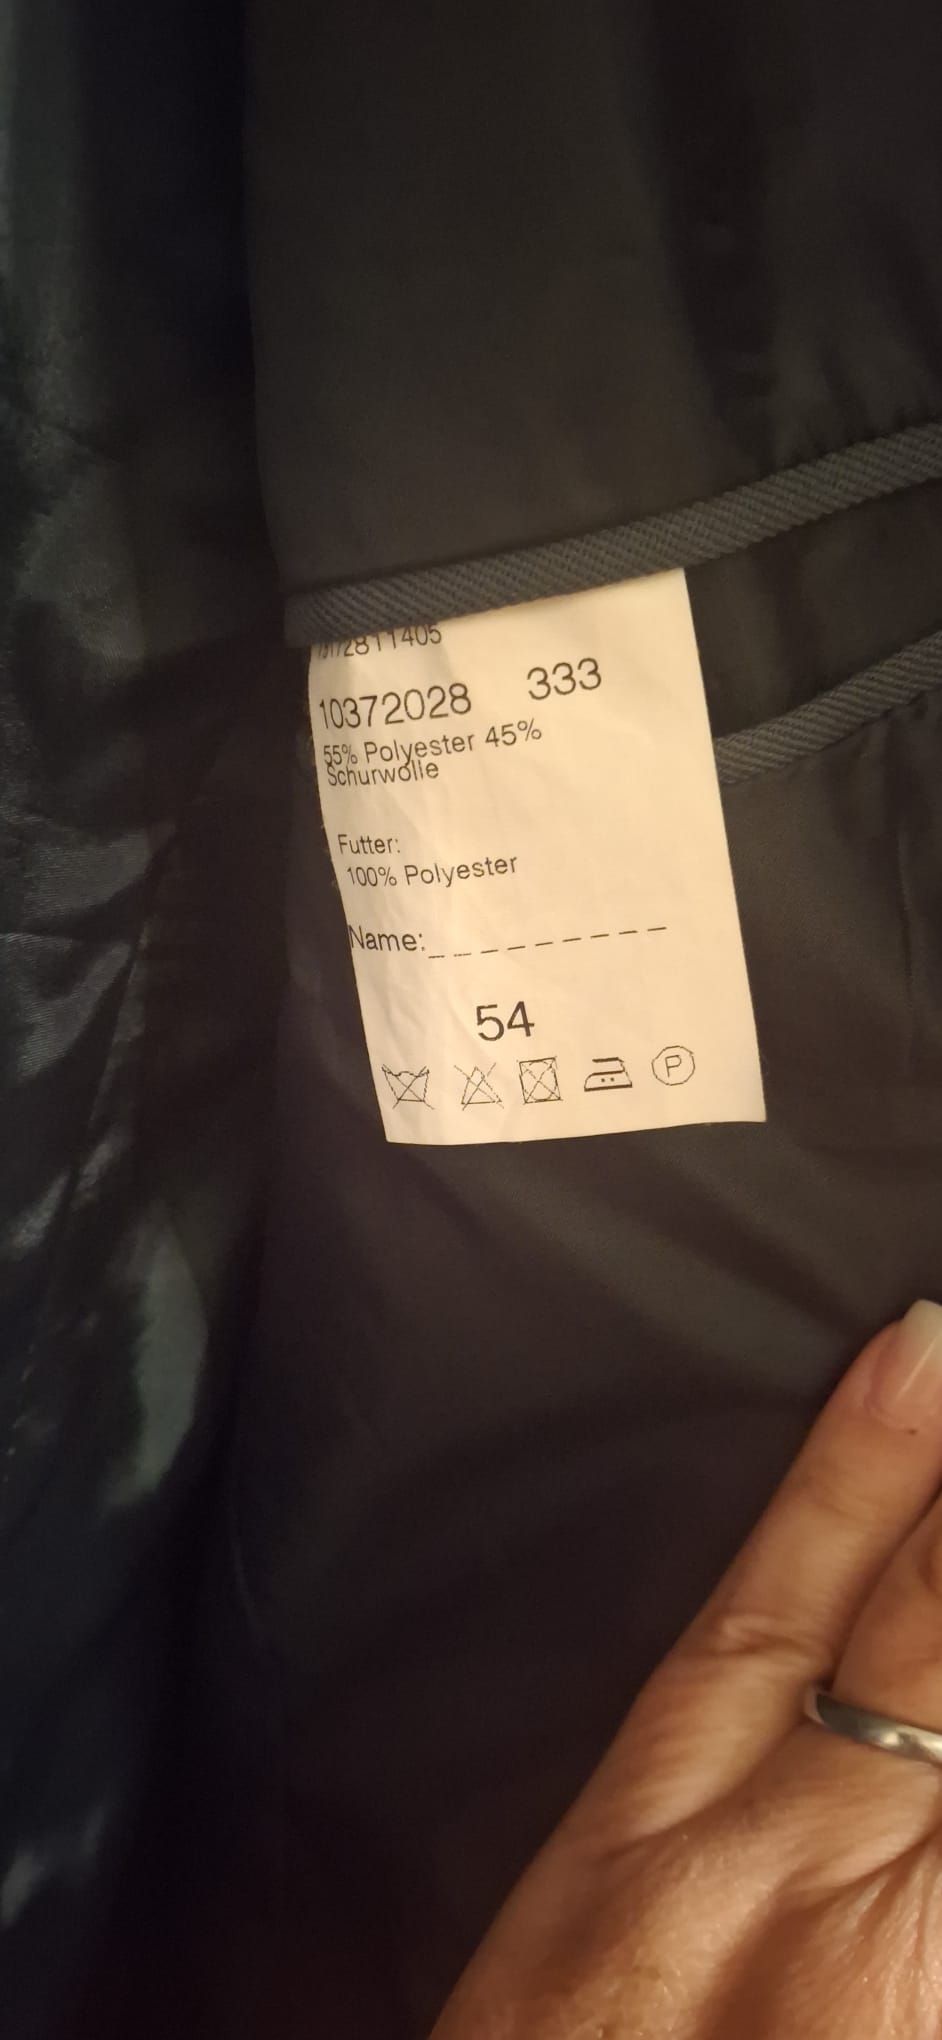 10372028 333
55% Polyester 45%
Schurwolle
Futter:
100% Polyester
Name:_ _ _ _ _ _ _ _ _
54
P